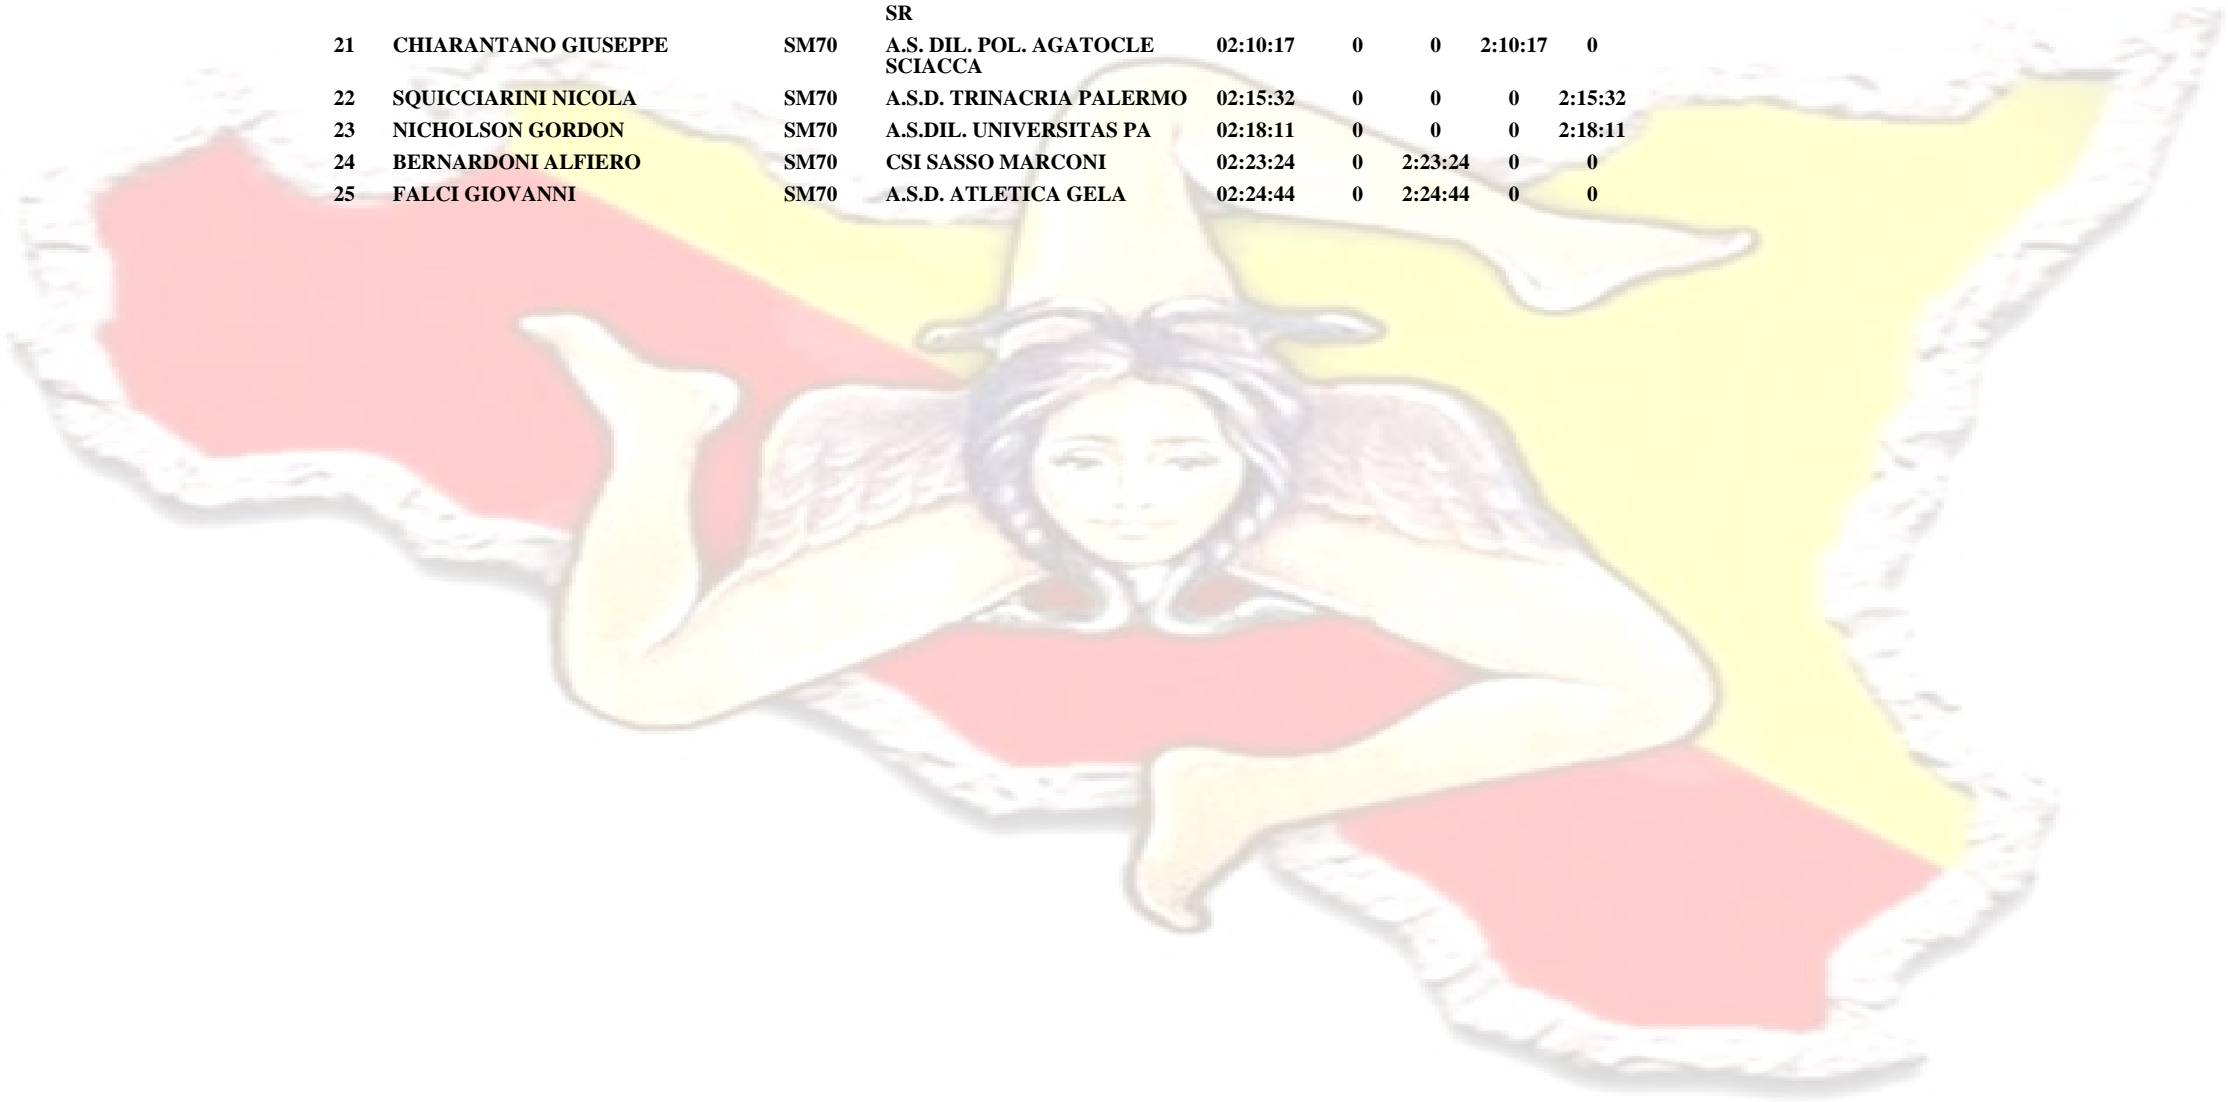 SR
21 CHIARANTANO GIUSEPPE SM70 A.S. DIL. POL. AGATOCLE 02:10:17 0 0 2:10:17 0
SCIACCA
22 SQUICCIARINI NICOLA SM70 A.S.D. TRINACRIA PALERMO 02:15:32 0 0 0 2:15:32
23 NICHOLSON GORDON SM70 A.S.DIL. UNIVERSITAS PA 02:18:11 0 0 0 2:18:11
24 BERNARDONI ALFIERO SM70 CSI SASSO MARCONI 02:23:24 0 2:23:24 0 0
25 FALCI GIOVANNI SM70 A.S.D. ATLETICA GELA 02:24:44 0 2:24:44 0 0